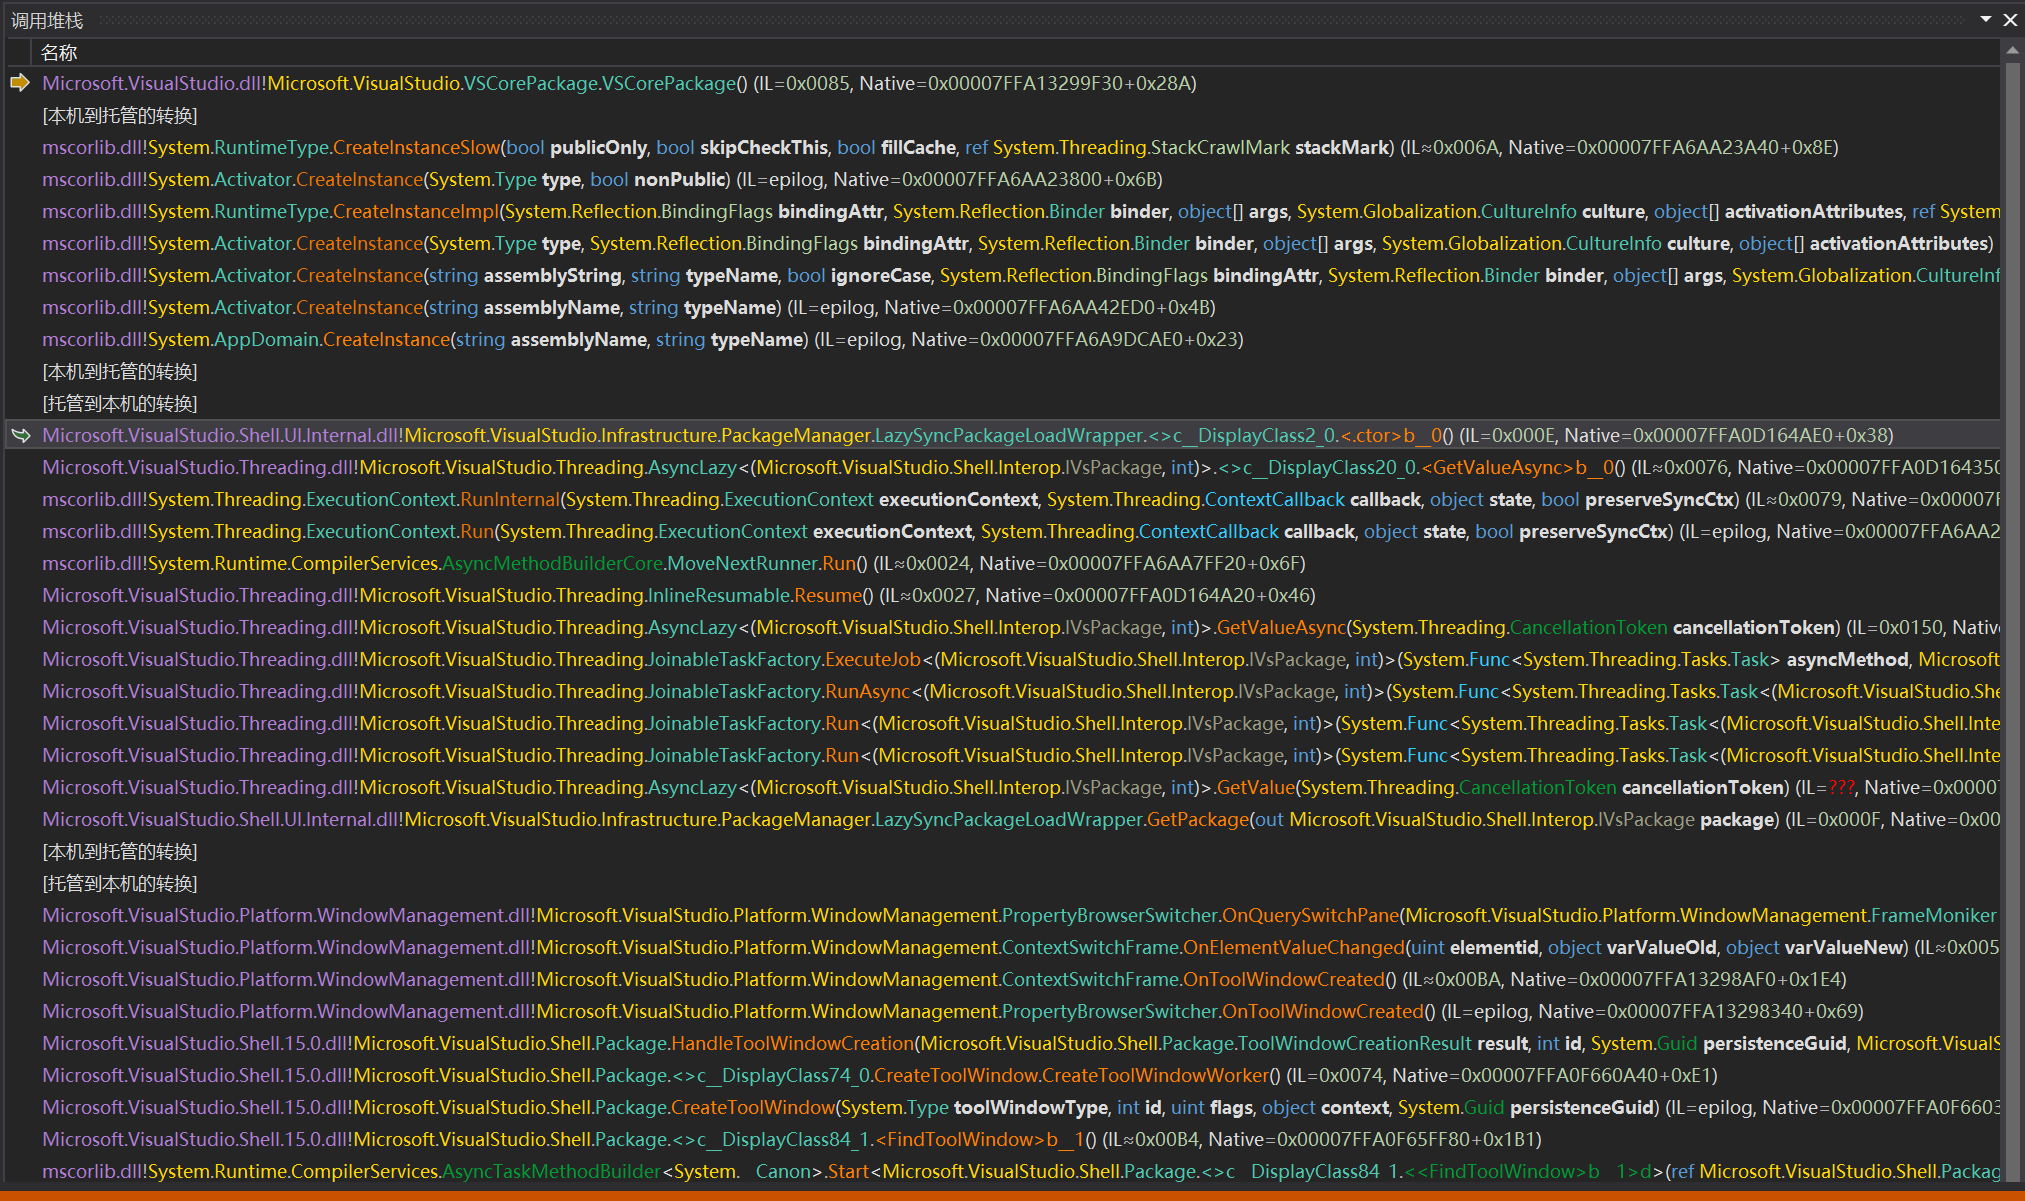 调用堆栈
名称
Microsoft.VisualStudio.dll!Microsoft.VisualStudio.VSCorePackage.VSCorePackage() (IL=0x0085, Native=0x00007FFA13299F30+0x28A)
[本机到托管的转换]
mscorlib.dll!System.RuntimeType.CreateInstanceSlow(bool publicOnly, bool skipCheckThis, bool fillCache, ref System.Threading.StackCrawlMark stackMark) (IL≈0x006A, Native=0x00007FFA6AA23A40+0x8E)
mscorlib.dll!System.Activator.CreateInstance(System.Type type, bool nonPublic) (IL=epilog, Native=0x00007FFA6AA23800+0x6B)
mscorlib.dll!System.RuntimeType.CreateInstanceImpl(System.Reflection.BindingFlags bindingAttr, System.Reflection.Binder binder, object[] args, System.Globalization.CultureInfo culture, object[] activationAttributes, ref System
mscorlib.dll!System.Activator.CreateInstance(System.Type type, System.Reflection.BindingFlags bindingAttr, System.Reflection.Binder binder, object[] args, System.Globalization.CultureInfo culture, object[] activationAttributes)
mscorlib.dll!System.Activator.CreateInstance(string assemblyString, string typeName, bool ignoreCase, System.Reflection.BindingFlags bindingAttr, System.Reflection.Binder binder, object[] args, System.Globalization.CultureInf
mscorlib.dll!System.Activator.CreateInstance(string assemblyName, string typeName) (IL=epilog, Native=0x00007FFA6AA42ED0+0x4B)
mscorlib.dll!System.AppDomain.CreateInstance(string assemblyName, string typeName) (IL=epilog, Native=0x00007FFA6A9DCAE0+0x23)
[本机到托管的转换]
[托管到本机的转换]
Microsoft.VisualStudio.Shell.UI.Internal.dll!Microsoft.VisualStudio.Infrastructure.PackageManager.LazySyncPackageLoadWrapper.<>c__DisplayClass2_0.<.ctor>b__0() (IL=0x000E, Native=0x00007FFA0D164AE0+0x38)
Microsoft.VisualStudio.Threading.dll!Microsoft.VisualStudio.Threading.AsyncLazy<(Microsoft.VisualStudio.Shell.Interop.IVsPackage, int)>.<>c__DisplayClass20_0.<GetValueAsync>b__0() (IL≈0x0076, Native=0x00007FFA0D164350
mscorlib.dll!System.Threading.ExecutionContext.RunInternal(System.Threading.ExecutionContext executionContext, System.Threading.ContextCallback callback, object state, bool preserveSyncCtx) (IL≈0x0079, Native=0x00007F
mscorlib.dll!System.Threading.ExecutionContext.Run(System.Threading.ExecutionContext executionContext, System.Threading.ContextCallback callback, object state, bool preserveSyncCtx) (IL=epilog, Native=0x00007FFA6AA2
mscorlib.dll!System.Runtime.CompilerServices.AsyncMethodBuilderCore.MoveNextRunner.Run() (IL≈0x0024, Native=0x00007FFA6AA7FF20+0x6F)
Microsoft.VisualStudio.Threading.dll!Microsoft.VisualStudio.Threading.InlineResumable.Resume() (IL≈0x0027, Native=0x00007FFA0D164A20+0x46)
Microsoft.VisualStudio.Threading.dll!Microsoft.VisualStudio.Threading.AsyncLazy<(Microsoft.VisualStudio.Shell.Interop.IVsPackage, int)>.GetValueAsync(System.Threading.CancellationToken cancellationToken) (IL=0x0150, Nativ
Microsoft.VisualStudio.Threading.dll!Microsoft.VisualStudio.Threading.JoinableTaskFactory.ExecuteJob<(Microsoft.VisualStudio.Shell.Interop.IVsPackage, int)>(System.Func<System.Threading.Tasks.Task> asyncMethod, Microsoft
Microsoft.VisualStudio.Threading.dll!Microsoft.VisualStudio.Threading.JoinableTaskFactory.RunAsync<(Microsoft.VisualStudio.Shell.Interop.IVsPackage, int)>(System.Func<System.Threading.Tasks.Task<(Microsoft.VisualStudio.She
Microsoft.VisualStudio.Threading.dll!Microsoft.VisualStudio.Threading.JoinableTaskFactory.Run<(Microsoft.VisualStudio.Shell.Interop.IVsPackage, int)>(System.Func<System.Threading.Tasks.Task<(Microsoft.VisualStudio.Shell.Inte
Microsoft.VisualStudio.Threading.dll!Microsoft.VisualStudio.Threading.JoinableTaskFactory.Run<(Microsoft.VisualStudio.Shell.Interop.IVsPackage, int)>(System.Func<System.Threading.Tasks.Task<(Microsoft.VisualStudio.Shell.Inte
Microsoft.VisualStudio.Threading.dll!Microsoft.VisualStudio.Threading.AsyncLazy<(Microsoft.VisualStudio.Shell.Interop.IVsPackage, int)>.GetValue(System.Threading.CancellationToken cancellationToken) (IL=???, Native=0x0000
Microsoft.VisualStudio.Shell.UI.Internal.dll!Microsoft.VisualStudio.Infrastructure.PackageManager.LazySyncPackageLoadWrapper.GetPackage(out Microsoft.VisualStudio.Shell.Interop.IVsPackage package) (IL=0x000F, Native=0x00
[本机到托管的转换]
[托管到本机的转换]
Microsoft.VisualStudio.Platform.WindowManagement.dll!Microsoft.VisualStudio.Platform.WindowManagement.PropertyBrowserSwitcher.OnQuerySwitchPane(Microsoft.VisualStudio.Platform.WindowManagement.FrameMoniker
Microsoft.VisualStudio.Platform.WindowManagement.dll!Microsoft.VisualStudio.Platform.WindowManagement.ContextSwitchFrame.OnElementValueChanged(uint elementid, object varValueOld, object varValueNew) (IL≈0x005
Microsoft.VisualStudio.Platform.WindowManagement.dll!Microsoft.VisualStudio.Platform.WindowManagement.ContextSwitchFrame.OnToolWindowCreated() (IL≈0x00BA, Native=0x00007FFA13298AF0+0x1E4)
Microsoft.VisualStudio.Platform.WindowManagement.dll!Microsoft.VisualStudio.Platform.WindowManagement.PropertyBrowserSwitcher.OnToolWindowCreated() (IL=epilog, Native=0x00007FFA13298340+0x69)
Microsoft.VisualStudio.Shell.15.0.dll!Microsoft.VisualStudio.Shell.Package.HandleToolWindowCreation(Microsoft.VisualStudio.Shell.Package.ToolWindowCreationResult result, int id, System.Guid persistenceGuid, Microsoft.VisualS
Microsoft.VisualStudio.Shell.15.0.dll!Microsoft.VisualStudio.Shell.Package.<>c__DisplayClass74_0.CreateToolWindow.CreateToolWindowWorker() (IL=0x0074, Native=0x00007FFA0F660A40+0xE1)
Microsoft.VisualStudio.Shell.15.0.dll!Microsoft.VisualStudio.Shell.Package.CreateToolWindow(System.Type toolWindowType, int id, uint flags, object context, System.Guid persistenceGuid) (IL=epilog, Native=0x00007FFA0F6603
Microsoft.VisualStudio.Shell.15.0.dll!Microsoft.VisualStudio.Shell.Package.<>c__DisplayClass84_1.<FindToolWindow>b__1() (IL≈0x00B4, Native=0x00007FFA0F65FF80+0x1B1)
mscorlib.dll!System.Runtime.CompilerServices.AsyncTaskMethodBuilder<System.__Canon>.Start<Microsoft.VisualStudio.Shell.Package.<>c__DisplayClass84_1.<<FindToolWindow>b__1>d>(ref Microsoft.VisualStudio.Shell.Packag